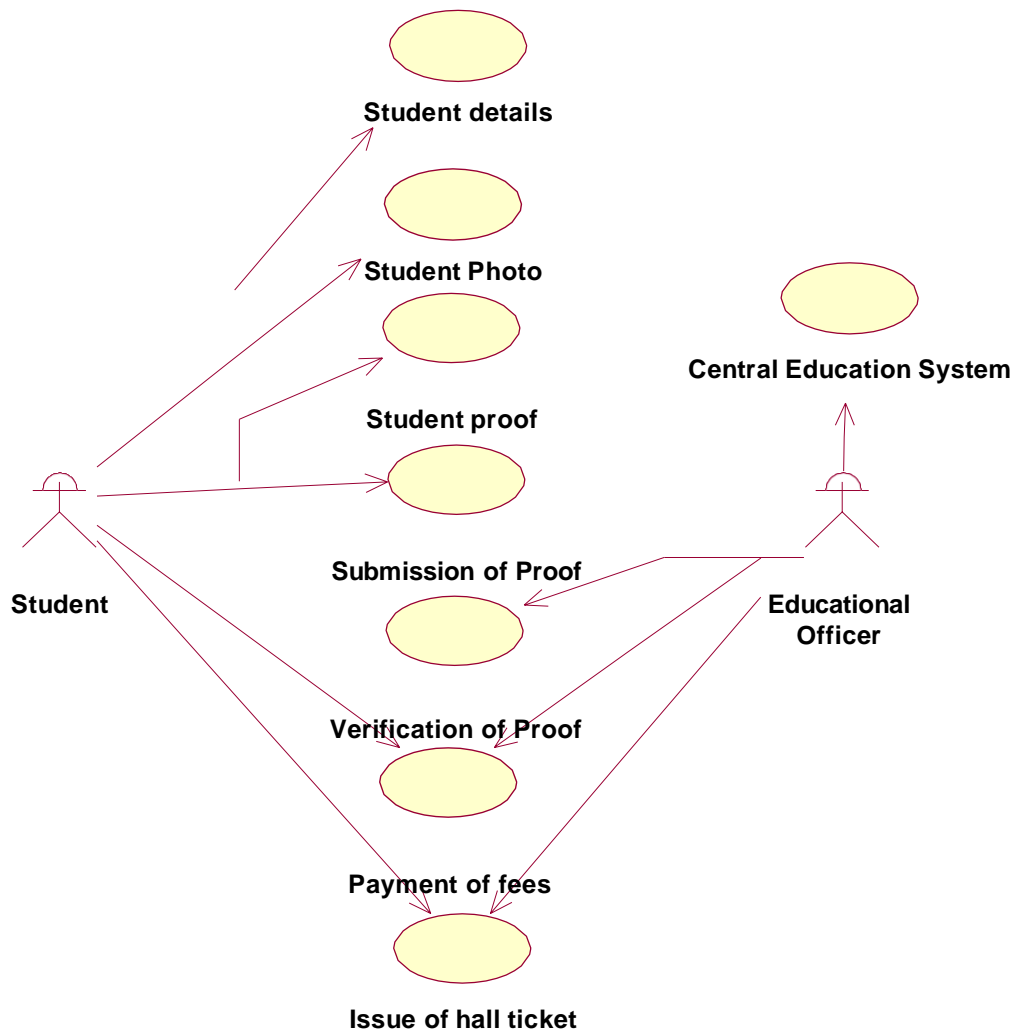 Student details
Student Photo
Central Education System
Student proof
Submission of Proof
Student
Educational
Officer
Verification of Proof
Payment of fees
Issue of hall ticket